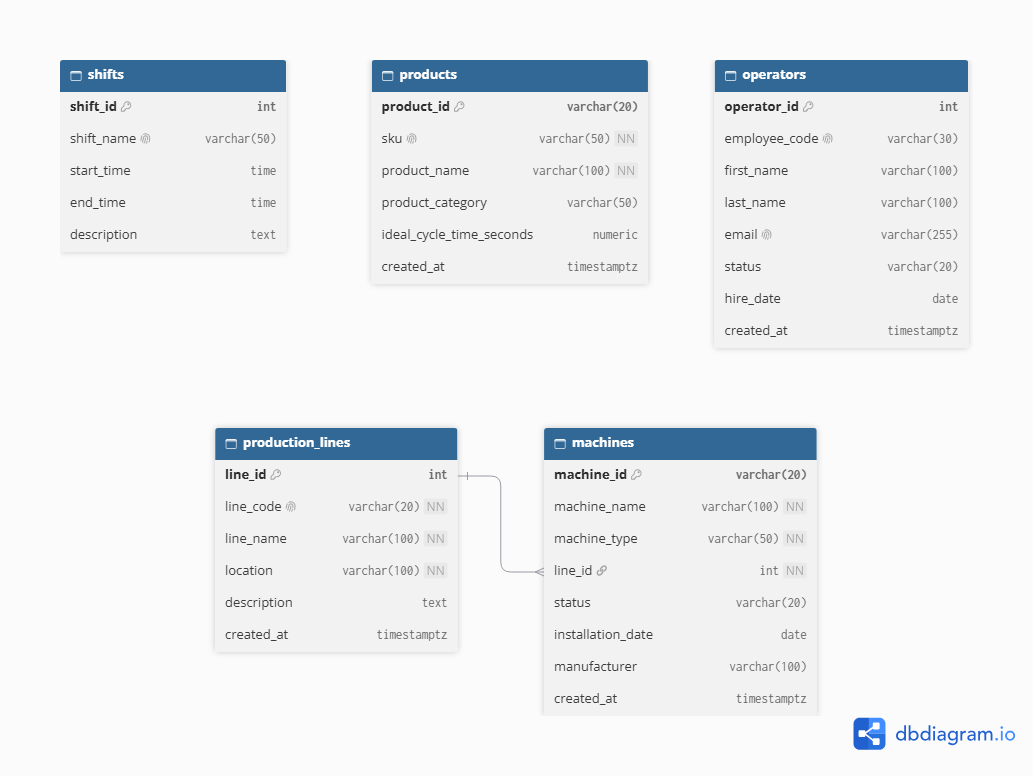 shifts
shift_id int
shift_name varchar(50)
start_time time
end_time time
description text
products
product_id varchar(20)
sku varchar(50) NN
product_name varchar(100) NN
product_category varchar(50)
ideal_cycle_time_seconds numeric
created_at timestamptz
operators
operator_id int
employee_code varchar(30)
first_name varchar(100)
last_name varchar(100)
email varchar(255)
status varchar(20)
hire_date date
created_at timestamptz
production_lines
line_id int
line_code varchar(20) NN
line_name varchar(100) NN
location varchar(100) NN
description text
created_at timestamptz
machines
machine_id varchar(20)
machine_name varchar(100) NN
machine_type varchar(50) NN
line_id int NN
status varchar(20)
installation_date date
manufacturer varchar(100)
created_at timestamptz
dbdiagram.io